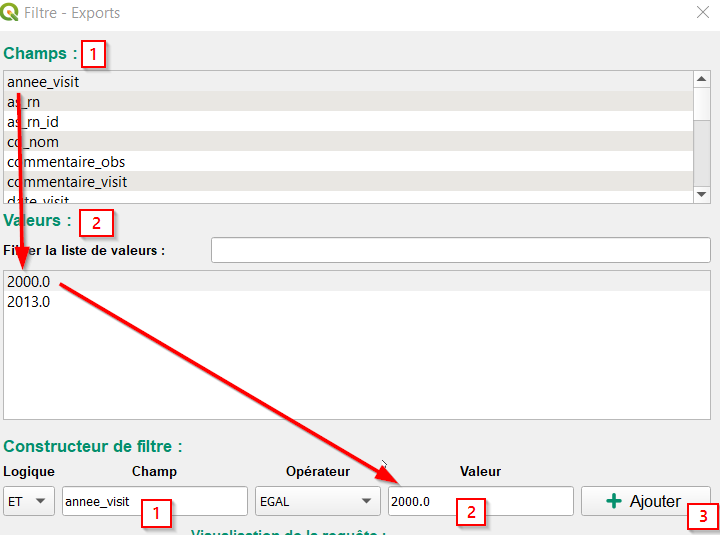 Filtre - Exports
Champs : 1
annee_visit
as_rn
as_rn_id
cd_nom
commentaire_obs
commentaire_visit
date_visit
Valeurs : 2
Filtrer la liste de valeurs :
2000.0
2013.0
Constructeur de filtre :
Logique Champ Opérateur Valeur
ET annee_visit 1 EGAL 2000.0 2 Ajouter 3
Visualisation de la requête :